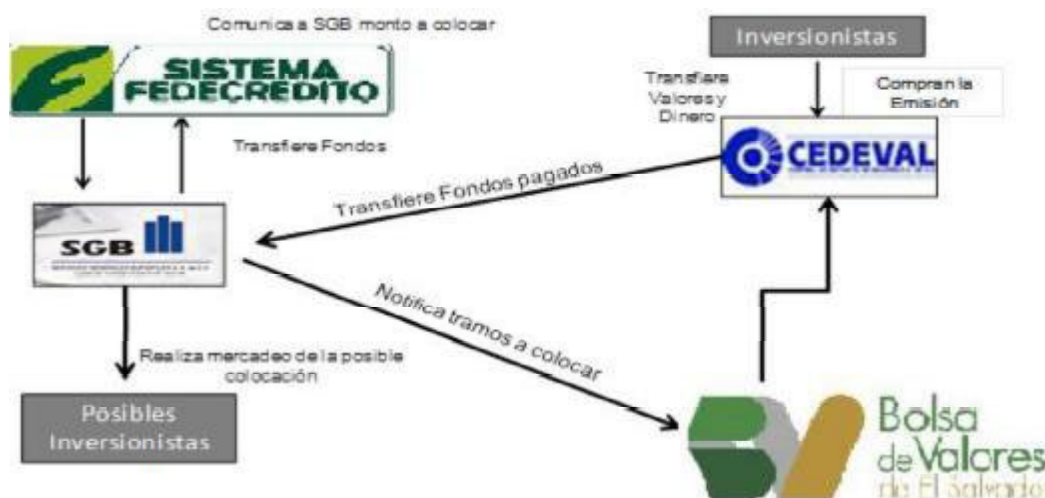 Comunica a SGB monto a colocar
SISTEMA
FEDECRÉDITO
Transfiere Fondos
SGB
Realiza mercadeo de la posible
colocación
Posibles
Inversionistas
Transfiere Fondos pagados
Notifica tramos a colocar
Inversionistas
Transfiere
Valores y
Dinero
Compran la
Emisión
CEDEVAL
Bolsa
de Valores
de El Salvador